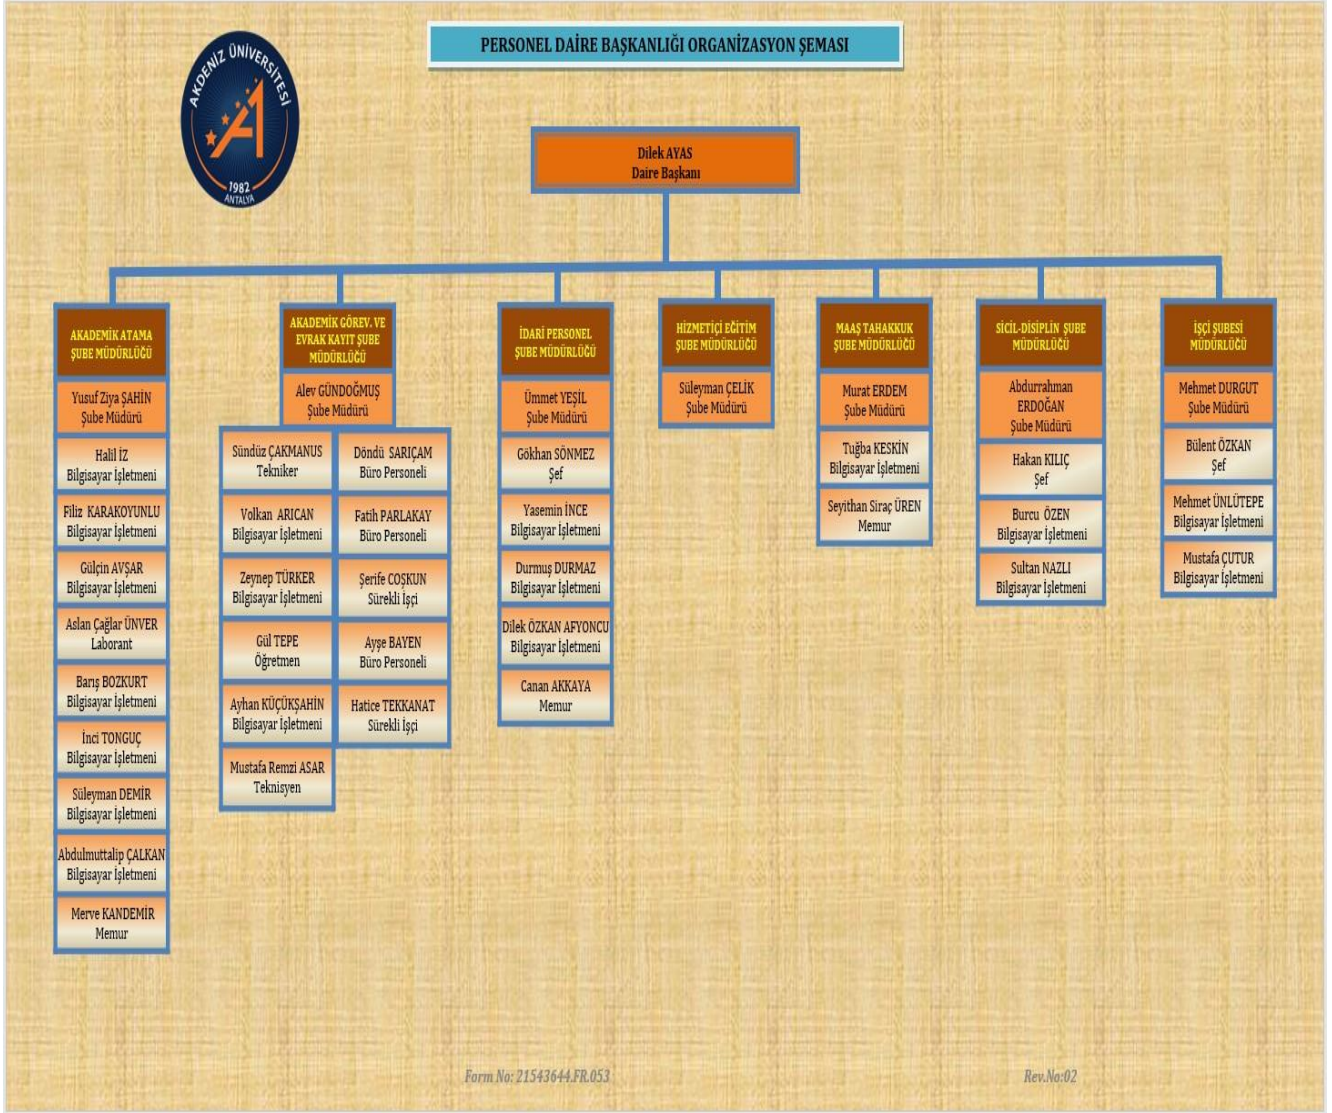 AKDENİZ ÜNİVERSİTESİ
1982
ANTALYA
PERSONEL DAİRE BAŞKANLIĞI ORGANİZASYON ŞEMASI
Dilek AYAS
Daire Başkanı
AKADEMİK ATAMA
ŞUBE MÜDÜRLÜĞÜ
Yusuf Ziya ŞAHİN
Şube Müdürü
Halil İZ
Bilgisayar İşletmeni
Filiz KARAKOYUNLU
Bilgisayar İşletmeni
Gülçin AVŞAR
Bilgisayar İşletmeni
Aslan Çağlar ÜNVER
Laborant
Barış BOZKURT
Bilgisayar İşletmeni
İnci TONGUÇ
Bilgisayar İşletmeni
Süleyman DEMİR
Bilgisayar İşletmeni
Abdulmuttalip ÇALKAN
Bilgisayar İşletmeni
Merve KANDEMİR
Memur
AKADEMİK GÖREV. VE
EVRAK KAYIT ŞUBE
MÜDÜRLÜĞÜ
Alev GÜNDOĞMUŞ
Şube Müdürü
Sündüz ÇAKMANUS
Tekniker
Volkan ARICAN
Bilgisayar İşletmeni
Zeynep TÜRKER
Bilgisayar İşletmeni
Gül TEPE
Öğretmen
Ayhan KÜÇÜKŞAHİN
Bilgisayar İşletmeni
Mustafa Remzi ASAR
Teknisyen
Döndü SARIÇAM
Büro Personeli
Fatih PARLAKAY
Büro Personeli
Şerife COŞKUN
Sürekli İşçi
Ayşe BAYEN
Büro Personeli
Hatice TEKKANAT
Sürekli İşçi
İDARİ PERSONEL
ŞUBE MÜDÜRLÜĞÜ
Ümmet YEŞİL
Şube Müdürü
Gökhan SÖNMEZ
Şef
Yasemin İNCE
Bilgisayar İşletmeni
Durmuş DURMAZ
Bilgisayar İşletmeni
Dilek ÖZKAN AFYONCU
Bilgisayar İşletmeni
Canan AKKAYA
Memur
HİZMETİÇİ EĞİTİM
ŞUBE MÜDÜRLÜĞÜ
Süleyman ÇELİK
Şube Müdürü
MAAŞ TAHAKKUK
ŞUBE MÜDÜRLÜĞÜ
Murat ERDEM
Şube Müdürü
Tuğba KESKİN
Bilgisayar İşletmeni
Seyithan Siraç ÜREN
Memur
SİCİL-DİSİPLİN ŞUBE
MÜDÜRLÜĞÜ
Abdurrahman
ERDOĞAN
Şube Müdürü
Hakan KILIÇ
Şef
Burcu ÖZEN
Bilgisayar İşletmeni
Sultan NAZLI
Bilgisayar İşletmeni
İŞÇİ ŞUBESİ
MÜDÜRLÜĞÜ
Mehmet DURGUT
Şube Müdürü
Bülent ÖZKAN
Şef
Mehmet ÜNLÜTEPE
Bilgisayar İşletmeni
Mustafa ÇUTUR
Bilgisayar İşletmeni
Form No: 21543644.FR.053
Rev.No:02